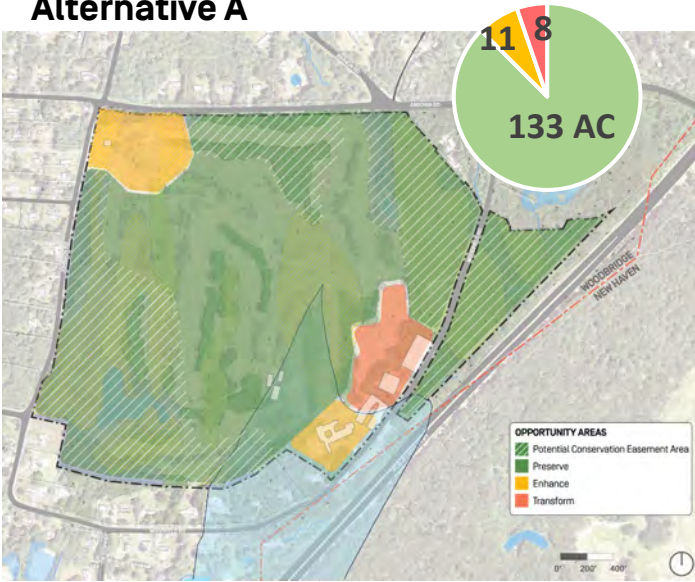 Alternative A
11
8
133 AC
WOODBRIDGE
NEW HAVEN
OPPORTUNITY AREAS
Potential Conservation Easement Area
Preserve
Enhance
Transform
0' 200' 400'